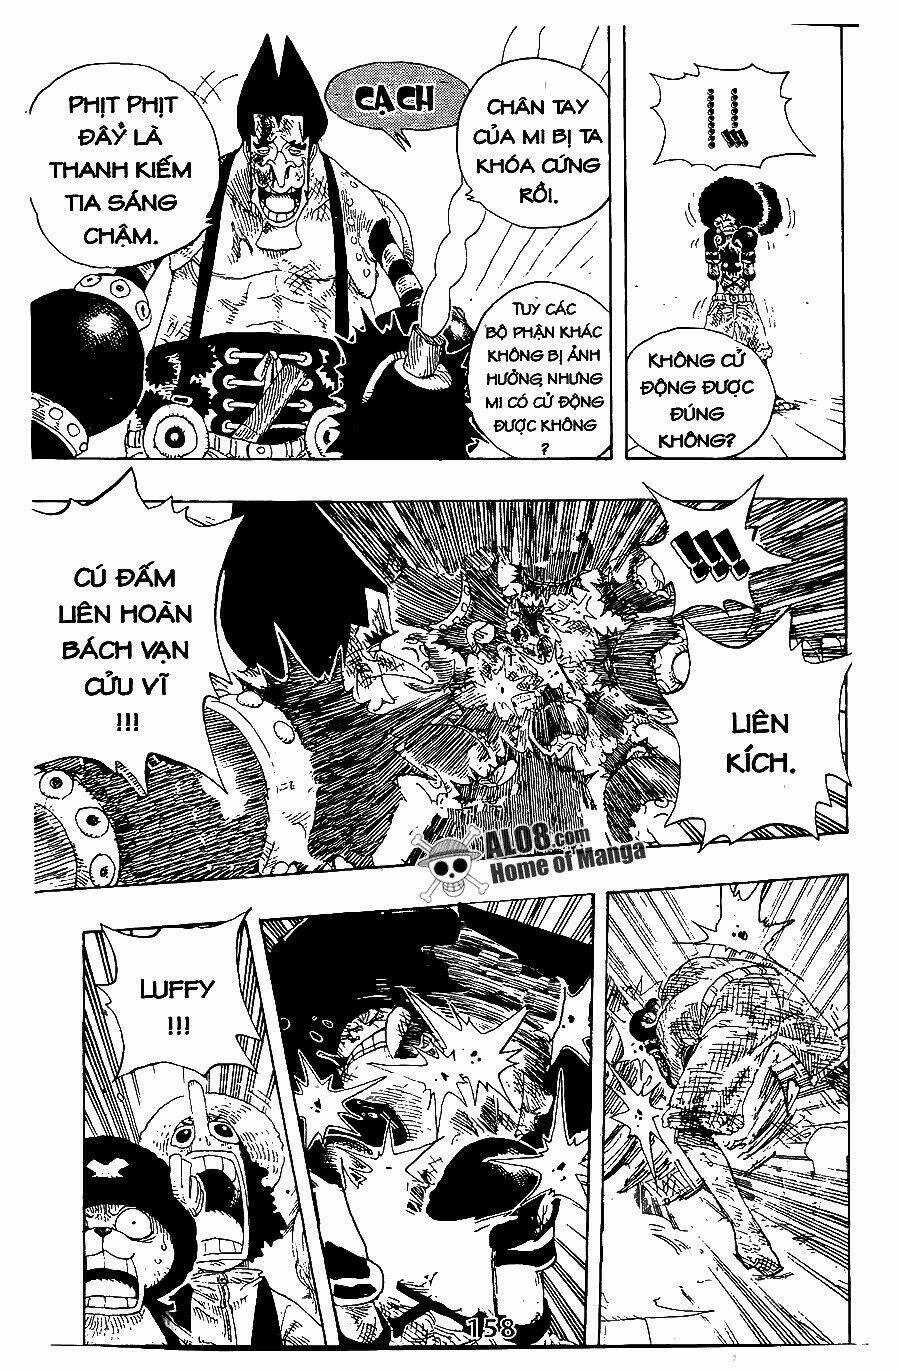 !!
KHÔNG CỬ
ĐỘNG ĐƯỢC
ĐÚNG
KHÔNG?
CẠCH
CHÂN TAY
CỦA MI BỊ TA
KHÓA CỨNG
RỒI.
TUY CÁC
BỘ PHẬN KHÁC
KHÔNG BỊ ẢNH
HƯỞNG, NHƯNG
MI CÓ CỬ ĐỘNG
ĐƯỢC KHÔNG
?
PHỊT PHỊT
ĐÂY LÀ
THANH KIẾM
TIA SÁNG
CHẬM.
!!!!
LIÊN
KÍCH.
CÚ ĐẤM
LIÊN HOÀN
BÁCH VẠN
CỬU VĨ
!!!
ALO8.com
Home of Manga
LUFFY
!!!
158